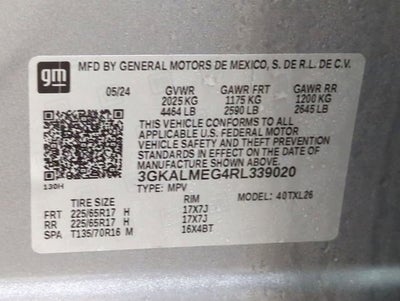 gm
MFD BY GENERAL MOTORS DE MEXICO, S. DE R.L. DE C.V.
05/24 GVWR GAWR FRT GAWR RR
2025 KG 1175 KG 1200 KG
4464 LB 2590 LB 2645 LB
THIS VEHICLE CONFORMS TO ALL
APPLICABLE U.S. FEDERAL MOTOR
VEHICLE SAFETY AND THEFT
PREVENTION STANDARDS IN EFFECT
ON THE DATE OF
MANUFACTURE SHOWN ABOVE.
3GKALMEG4RL339020
130H TYPE: MPV MODEL: 40TXL26
TIRE SIZE RIM
FRT 225/65R17 H 17X7J
RR 225/65R17 H 17X7J
SPA T135/70R16 M 16X4BT